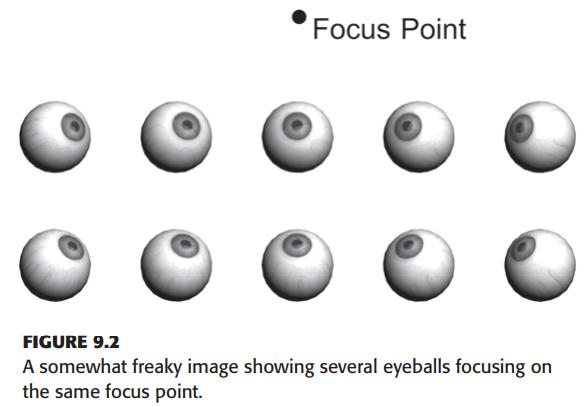 Focus Point
FIGURE 9.2
A somewhat freaky image showing several eyeballs focusing on
the same focus point.